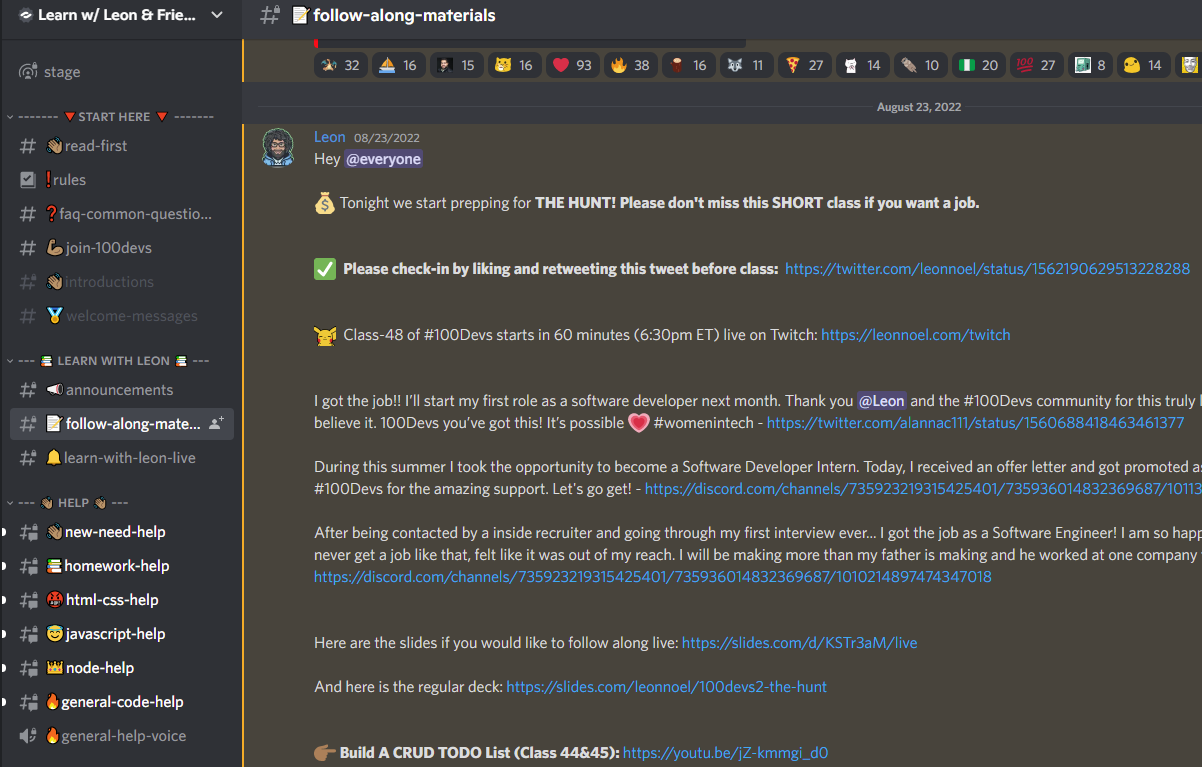 Learn w/ Leon & Frie...
stage
------- START HERE -------
read-first
rules
faq-common-questio...
join-100devs
introductions
welcome-messages
--- LEARN WITH LEON ---
announcements
follow-along-mate...
learn-with-leon-live
--- HELP ---
new-need-help
homework-help
html-css-help
javascript-help
node-help
general-code-help
general-help-voice
follow-along-materials
32 16 15 16 93 38 16 11 27 14 10 20 27 8 14
August 23, 2022
Leon 08/23/2022
Hey @everyone
Tonight we start prepping for THE HUNT! Please don't miss this SHORT class if you want a job.
Please check-in by liking and retweeting this tweet before class: https://twitter.com/leonnoel/status/1562190629513228288
Class-48 of #100Devs starts in 60 minutes (6:30pm ET) live on Twitch: https://leonnoel.com/twitch
I got the job!! I'll start my first role as a software developer next month. Thank you @Leon and the #100Devs community for this truly
believe it. 100Devs you've got this! It's possible #womenintech - https://twitter.com/alannac111/status/1560688418463461377
During this summer I took the opportunity to become a Software Developer Intern. Today, I received an offer letter and got promoted as
#100Devs for the amazing support. Let's go get! - https://discord.com/channels/735923219315425401/735936014832369687/10113
After being contacted by a inside recruiter and going through my first interview ever... I got the job as a Software Engineer! I am so happ
never get a job like that, felt like it was out of my reach. I will be making more than my father is making and he worked at one company
https://discord.com/channels/735923219315425401/735936014832369687/1010214897474347018
Here are the slides if you would like to follow along live: https://slides.com/d/KSTr3aM/live
And here is the regular deck: https://slides.com/leonnoel/100devs2-the-hunt
Build A CRUD TODO List (Class 44&45): https://youtu.be/jZ-kmmgi_d0